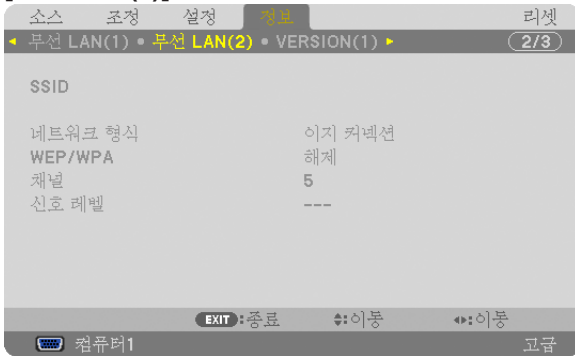 소스 조정 설정 정보 리셋
◄ 무선 LAN(1) • 무선 LAN(2) • VERSION(1) ► 2/3
SSID
네트워크 형식 이지 커넥션
WEP/WPA 해제
채널 5
신호 레벨 ---
EXIT:종료 :이동 :이동
컴퓨터1 고급